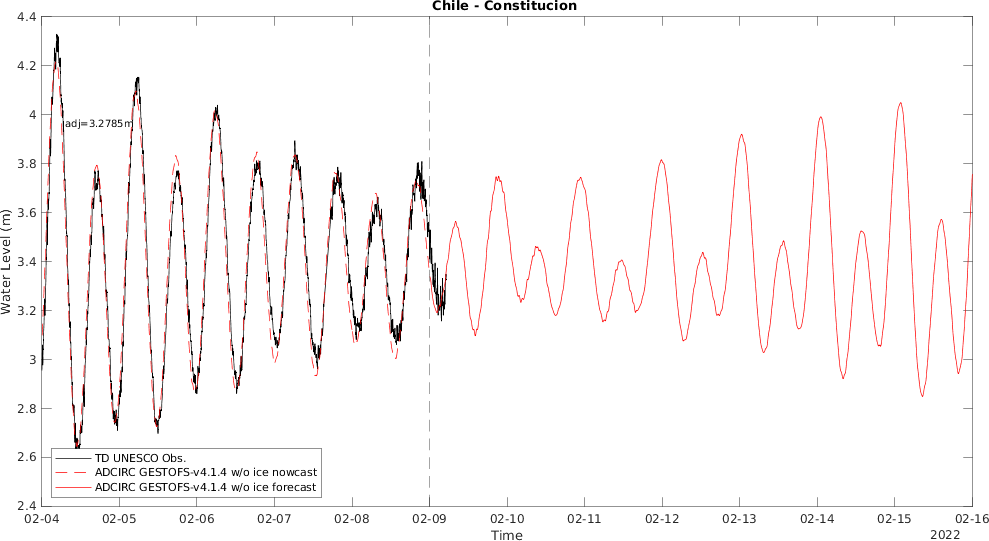 Chile - Constitucion
Water Level (m)
4.4
4.2
4
3.8
3.6
3.4
3.2
3
2.8
2.6
2.4
adj=3.2785m
TD UNESCO Obs.
ADCIRC GESTOFS-v4.1.4 w/o ice nowcast
ADCIRC GESTOFS-v4.1.4 w/o ice forecast
02-04 02-05 02-06 02-07 02-08 02-09 02-10 02-11 02-12 02-13 02-14 02-15 02-16
Time
2022